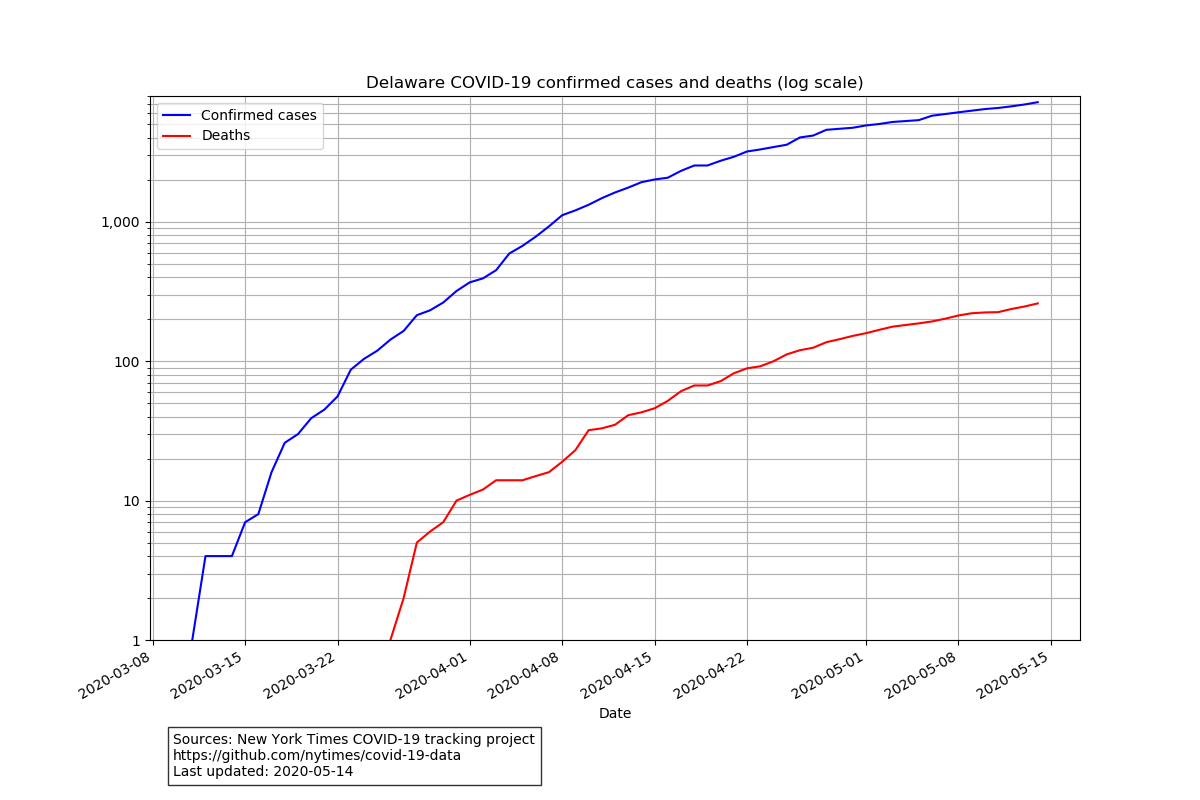 Delaware COVID-19 confirmed cases and deaths (log scale)
Confirmed cases
Deaths
1,000
100
10
1
2020-03-08
2020-03-15
2020-03-22
2020-04-01
2020-04-08
2020-04-15
2020-04-22
2020-05-01
2020-05-08
2020-05-15
Date
Sources: New York Times COVID-19 tracking project
https://github.com/nytimes/covid-19-data
Last updated: 2020-05-14